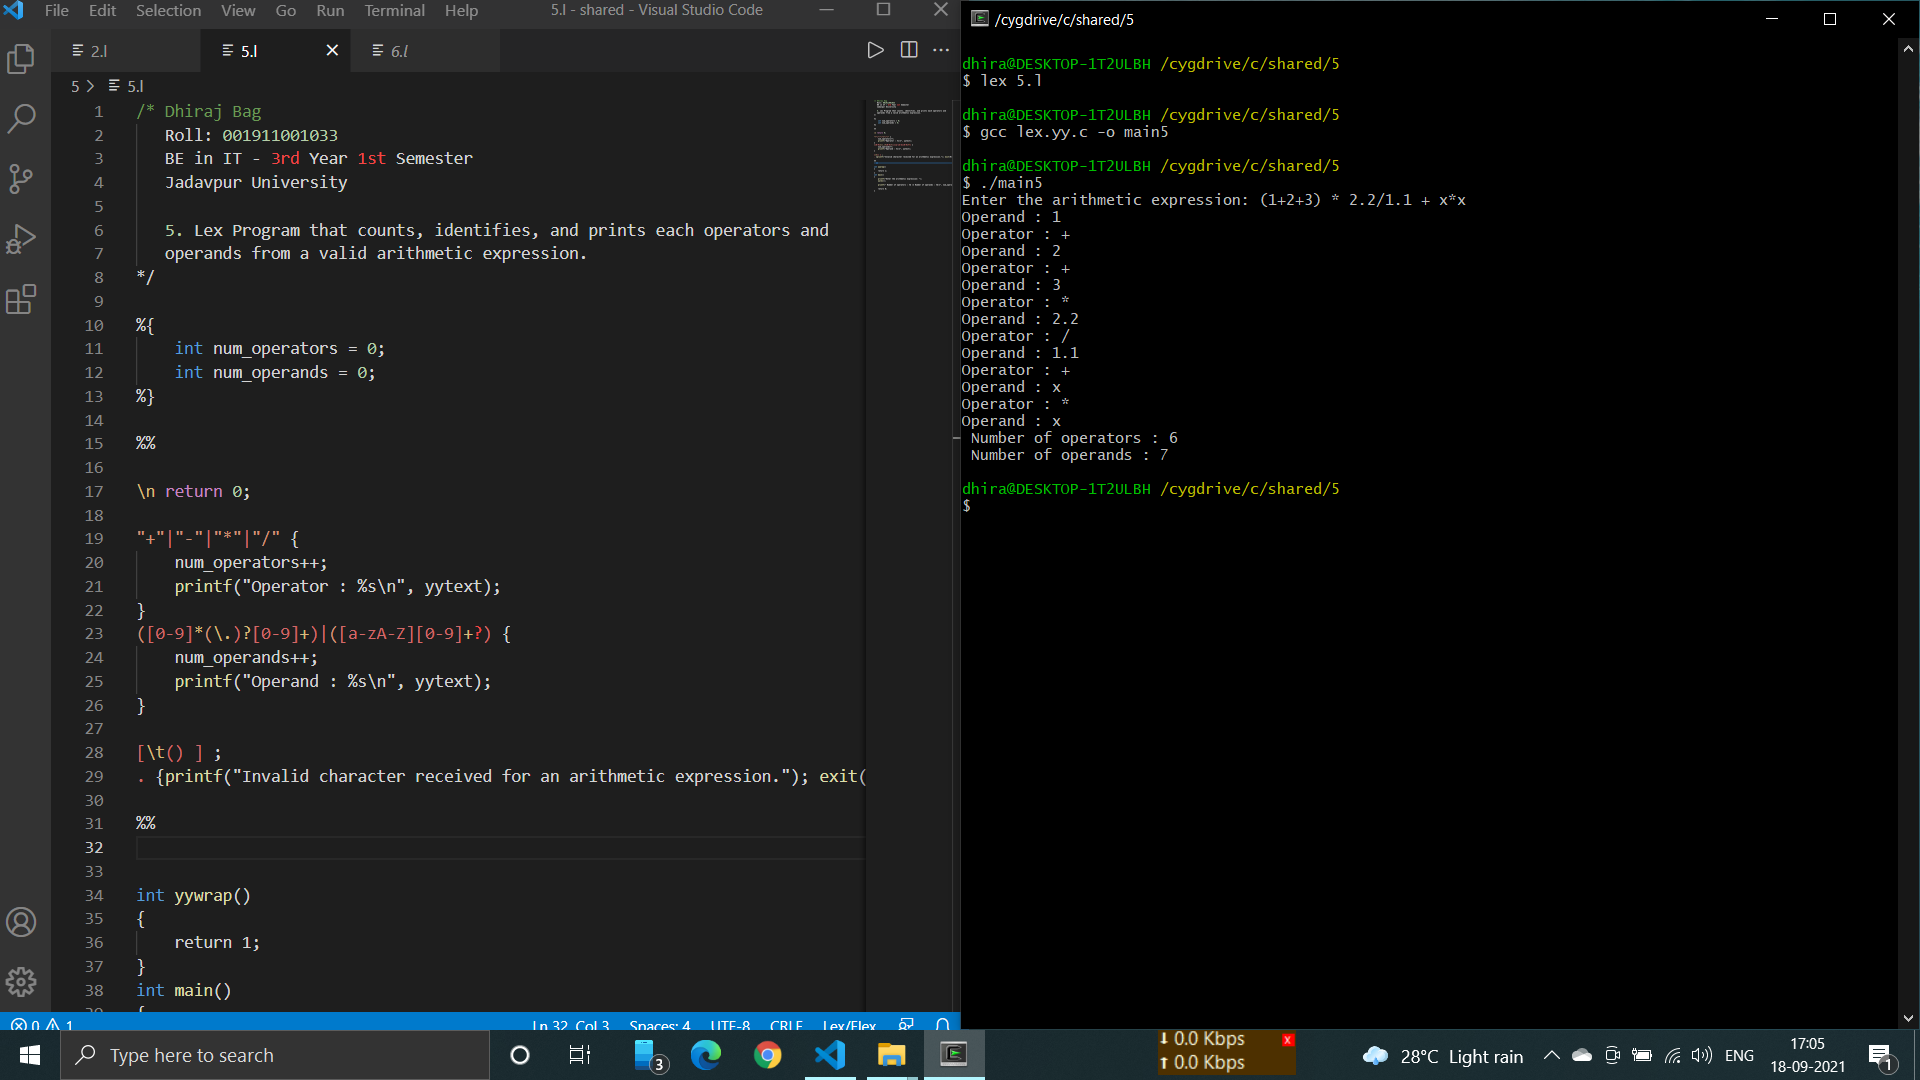 File Edit Selection View Go Run Terminal Help 5.l - shared - Visual Studio Code
2.l 5.l 6.l
5 > 5.l
1 /* Dhiraj Bag
2 Roll: 001911001033
3 BE in IT - 3rd Year 1st Semester
4 Jadavpur University
5
6 5. Lex Program that counts, identifies, and prints each operators and
7 operands from a valid arithmetic expression.
8 */
9
10 %{
11 int num_operators = 0;
12 int num_operands = 0;
13 %}
14
15 %%
16
17 \n return 0;
18
19 "+"|"-"|"*"|"/" {
20 num_operators++;
21 printf("Operator : %s\n", yytext);
22 }
23 ([0-9]*(\.)?[0-9]+)|([a-zA-Z][0-9]+?) {
24 num_operands++;
25 printf("Operand : %s\n", yytext);
26 }
27
28 [\t() ] ;
29 . {printf("Invalid character received for an arithmetic expression."); exit(
30
31 %%
32
33
34 int yywrap()
35 {
36 return 1;
37 }
38 int main()
39 {
0 1 Ln 32, Col 3 Spaces: 4 UTF-8 CRLF Lex/Flex
/cygdrive/c/shared/5
dhira@DESKTOP-1T2ULBH /cygdrive/c/shared/5
$ lex 5.l
dhira@DESKTOP-1T2ULBH /cygdrive/c/shared/5
$ gcc lex.yy.c -o main5
dhira@DESKTOP-1T2ULBH /cygdrive/c/shared/5
$ ./main5
Enter the arithmetic expression: (1+2+3) * 2.2/1.1 + x*x
Operand : 1
Operator : +
Operand : 2
Operator : +
Operand : 3
Operator : *
Operand : 2.2
Operator : /
Operand : 1.1
Operator : +
Operand : x
Operator : *
Operand : x
Number of operators : 6
Number of operands : 7
dhira@DESKTOP-1T2ULBH /cygdrive/c/shared/5
$
Type here to search
3
0.0 Kbps x
0.0 Kbps
28°C Light rain
ENG
17:05
18-09-2021
1